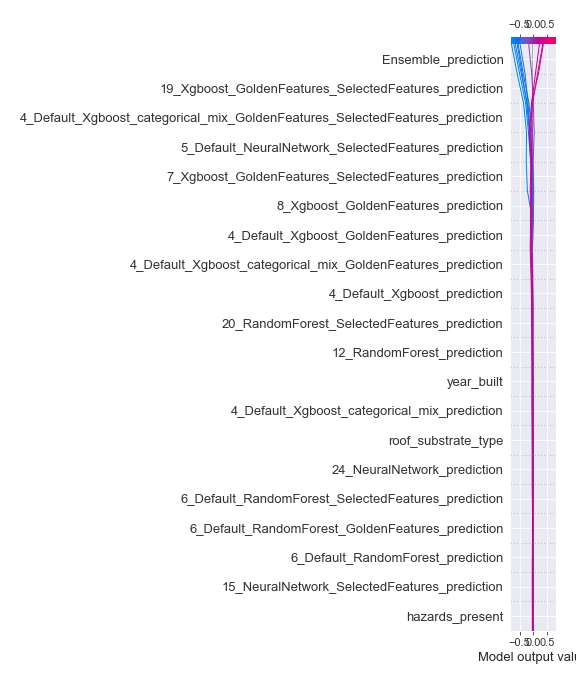 −0.5 0.0 0.5
Ensemble_prediction
19_Xgboost_GoldenFeatures_SelectedFeatures_prediction
4_Default_Xgboost_categorical_mix_GoldenFeatures_SelectedFeatures_prediction
5_Default_NeuralNetwork_SelectedFeatures_prediction
7_Xgboost_GoldenFeatures_SelectedFeatures_prediction
8_Xgboost_GoldenFeatures_prediction
4_Default_Xgboost_GoldenFeatures_prediction
4_Default_Xgboost_categorical_mix_GoldenFeatures_prediction
4_Default_Xgboost_prediction
20_RandomForest_SelectedFeatures_prediction
12_RandomForest_prediction
year_built
4_Default_Xgboost_categorical_mix_prediction
roof_substrate_type
24_NeuralNetwork_prediction
6_Default_RandomForest_SelectedFeatures_prediction
6_Default_RandomForest_GoldenFeatures_prediction
6_Default_RandomForest_prediction
15_NeuralNetwork_SelectedFeatures_prediction
hazards_present
−0.5 0.0 0.5
Model output valu